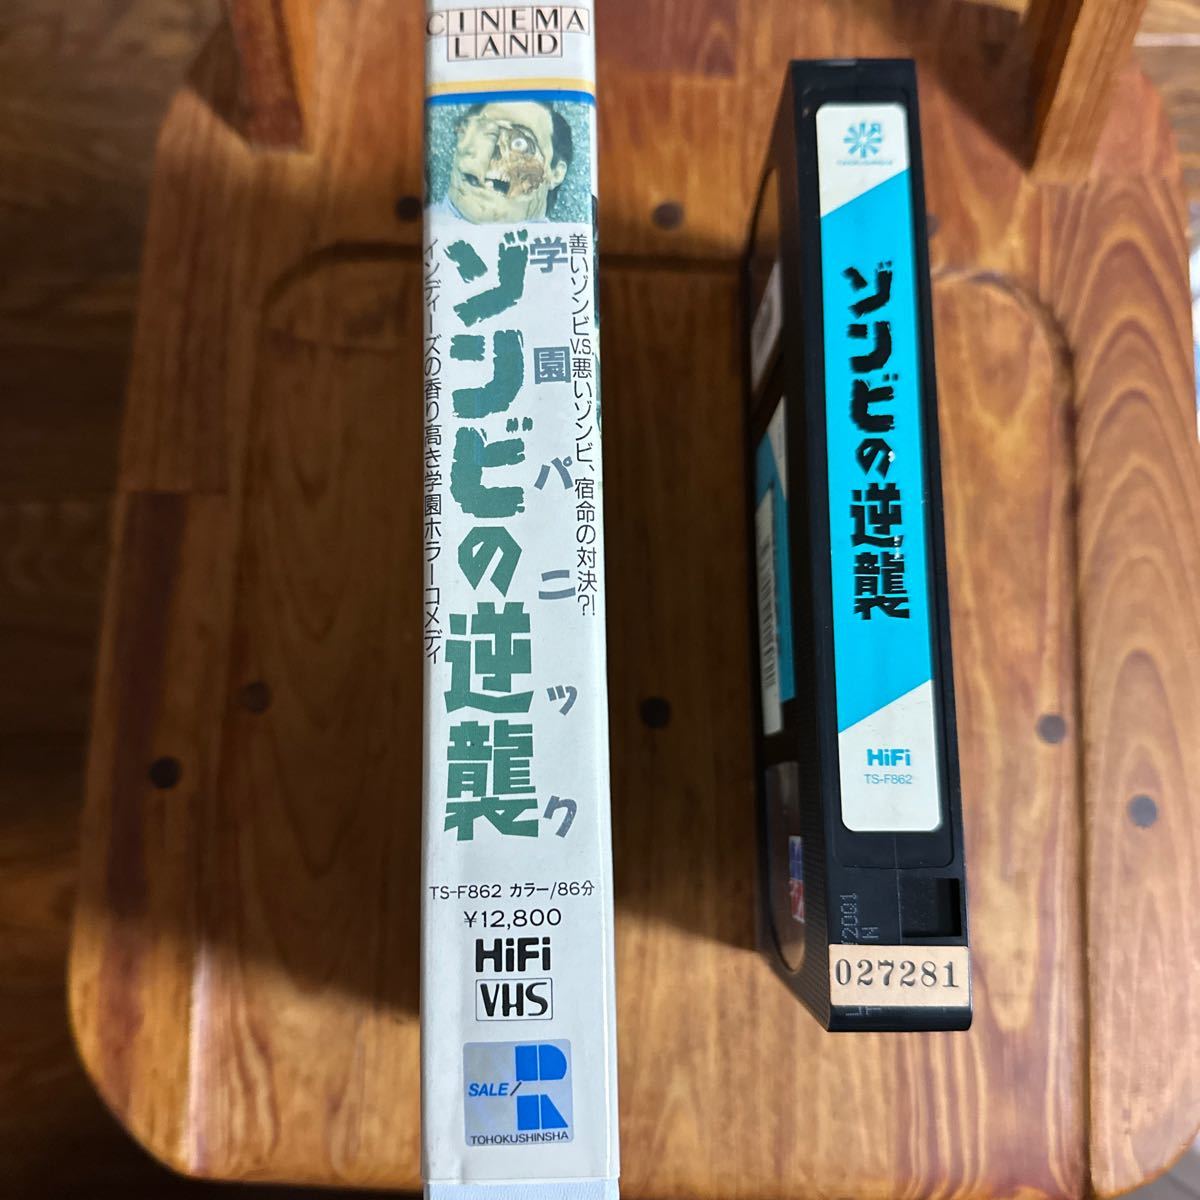 CINEMA
LAND
善いゾンビV.S.悪いゾンビ、宿命の対決?!
学園パニック
ゾンビの逆襲
インディーズの香り高き学園ホラーコメディ
TS-F862 カラー/86分
¥12,800
HiFi
VHS
SALE/
TOHOKUSHINSHA
TOHOKUSHINSHA
ゾンビの逆襲
HiFi
TS-F862
027281